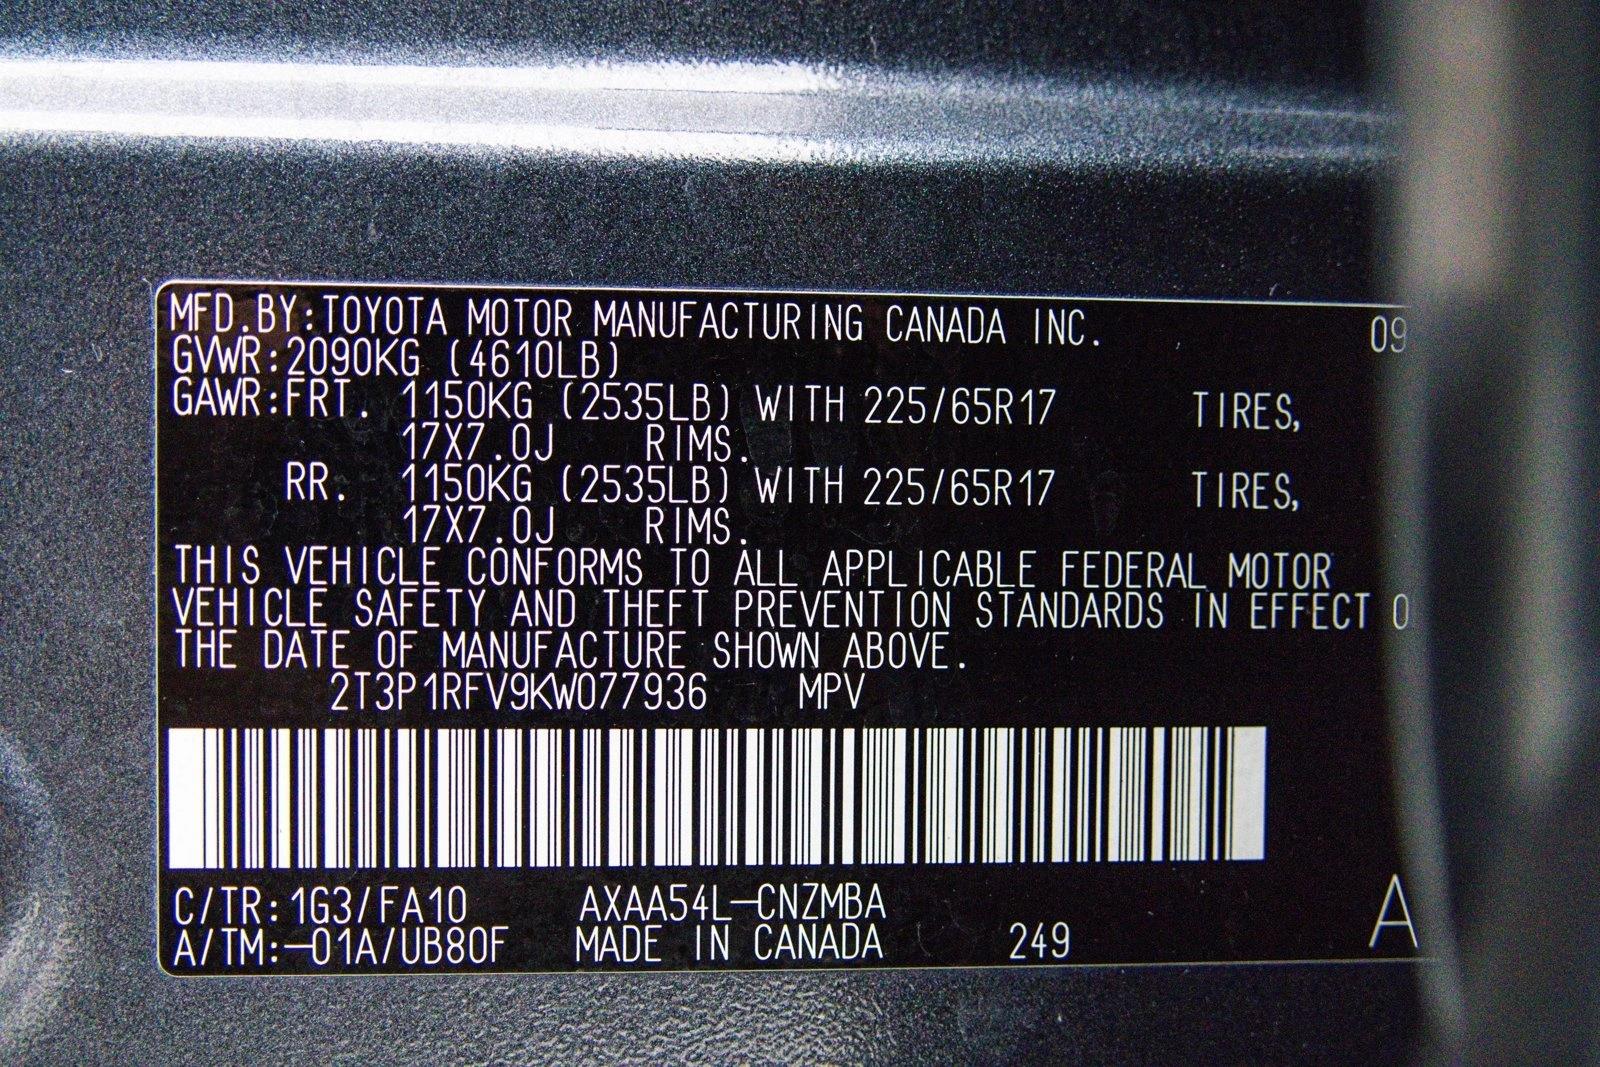 MFD.BY:TOYOTA MOTOR MANUFACTURING CANADA INC. 09
GVWR:2090KG (4610LB)
GAWR:FRT. 1150KG (2535LB) WITH 225/65R17 TIRES,
17X7.0J RIMS.
RR. 1150KG (2535LB) WITH 225/65R17 TIRES,
17X7.0J RIMS.
THIS VEHICLE CONFORMS TO ALL APPLICABLE FEDERAL MOTOR
VEHICLE SAFETY AND THEFT PREVENTION STANDARDS IN EFFECT O
THE DATE OF MANUFACTURE SHOWN ABOVE.
2T3P1RFV9KW077936 MPV
C/TR:1G3/FA10 AXAA54L-CNZMBA
A/TM:-01A/UB80F MADE IN CANADA 249 A